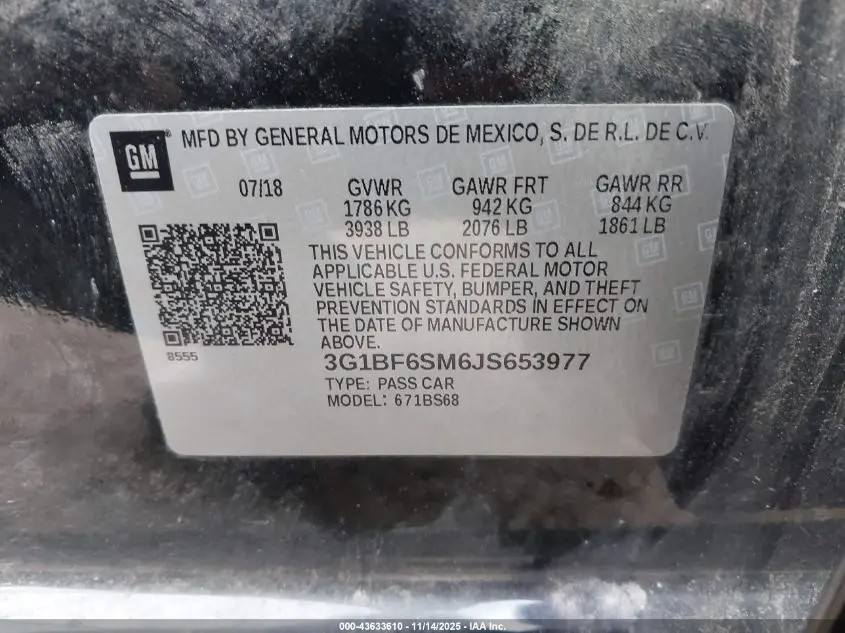 GM
MFD BY GENERAL MOTORS DE MEXICO, S. DE R.L. DE C.V.
07/18 GVWR GAWR FRT GAWR RR
1786 KG 942 KG 844 KG
3938 LB 2076 LB 1861 LB
THIS VEHICLE CONFORMS TO ALL
APPLICABLE U.S. FEDERAL MOTOR
VEHICLE SAFETY, BUMPER, AND THEFT
PREVENTION STANDARDS IN EFFECT ON
THE DATE OF MANUFACTURE SHOWN
ABOVE.
8555
3G1BF6SM6JS653977
TYPE: PASS CAR
MODEL: 671BS68
000-43633610 - 11/14/2025 - IAA Inc.